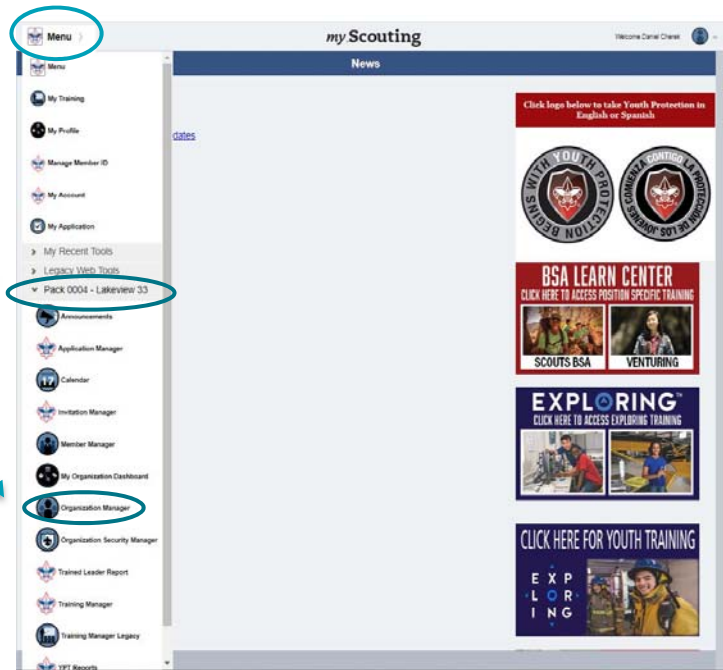 Menu
my.Scouting
Welcome Daniel Cherek
News
Menu
My Training
My Profile
Manage Member ID
My Account
My Application
My Recent Tools
Legacy Web Tools
Pack 0004 - Lakeview 33
Announcements
Application Manager
17
Calendar
Invitation Manager
Member Manager
My Organization Dashboard
Organization Manager
Organization Security Manager
Trained Leader Report
Training Manager
Training Manager Legacy
YPT Reports
dates
Click logo below to take Youth Protection in
English or Spanish
BEGINS WITH YOUTH PROTECTION
COMIENZA CONTIGO LA PROTECCIÓN DE LOS JÓVENES
BSA LEARN CENTER
CLICK HERE TO ACCESS POSITION SPECIFIC TRAINING
SCOUTS BSA
VENTURING
EXPLORING™
CLICK HERE TO ACCESS EXPLORING TRAINING
CLICK HERE FOR YOUTH TRAINING
EXP
LOR
ING